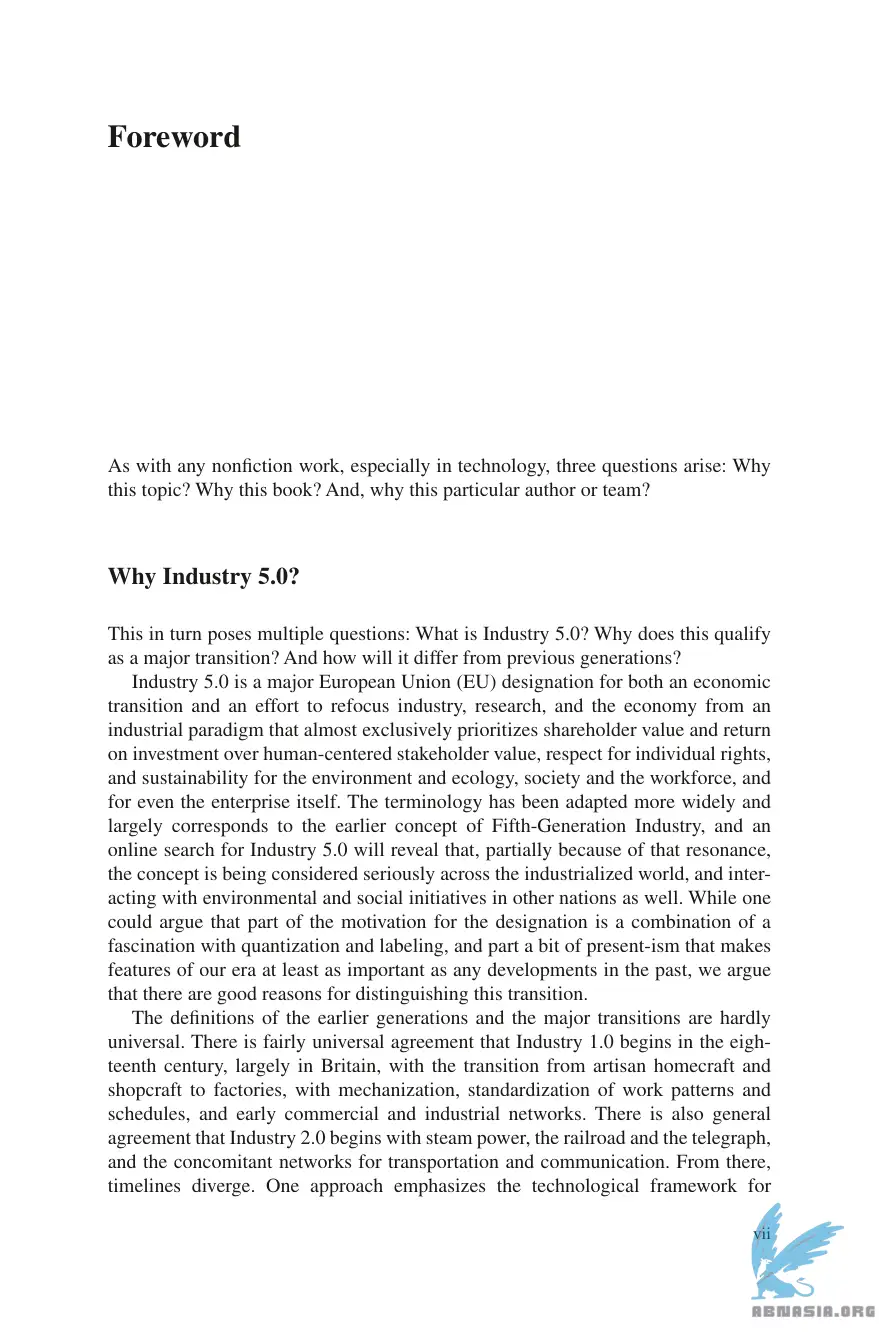 Foreword
As with any nonfiction work, especially in technology, three questions arise: Why
this topic? Why this book? And, why this particular author or team?
Why Industry 5.0?
This in turn poses multiple questions: What is Industry 5.0? Why does this qualify
as a major transition? And how will it differ from previous generations?
Industry 5.0 is a major European Union (EU) designation for both an economic
transition and an effort to refocus industry, research, and the economy from an
industrial paradigm that almost exclusively prioritizes shareholder value and return
on investment over human-centered stakeholder value, respect for individual rights,
and sustainability for the environment and ecology, society and the workforce, and
for even the enterprise itself. The terminology has been adapted more widely and
largely corresponds to the earlier concept of Fifth-Generation Industry, and an
online search for Industry 5.0 will reveal that, partially because of that resonance,
the concept is being considered seriously across the industrialized world, and inter-
acting with environmental and social initiatives in other nations as well. While one
could argue that part of the motivation for the designation is a combination of a
fascination with quantization and labeling, and part a bit of present-ism that makes
features of our era at least as important as any developments in the past, we argue
that there are good reasons for distinguishing this transition.
The definitions of the earlier generations and the major transitions are hardly
universal. There is fairly universal agreement that Industry 1.0 begins in the eigh-
teenth century, largely in Britain, with the transition from artisan homecraft and
shopcraft to factories, with mechanization, standardization of work patterns and
schedules, and early commercial and industrial networks. There is also general
agreement that Industry 2.0 begins with steam power, the railroad and the telegraph,
and the concomitant networks for transportation and communication. From there,
timelines diverge. One approach emphasizes the technological framework for
vii
ABNASIA.ORG